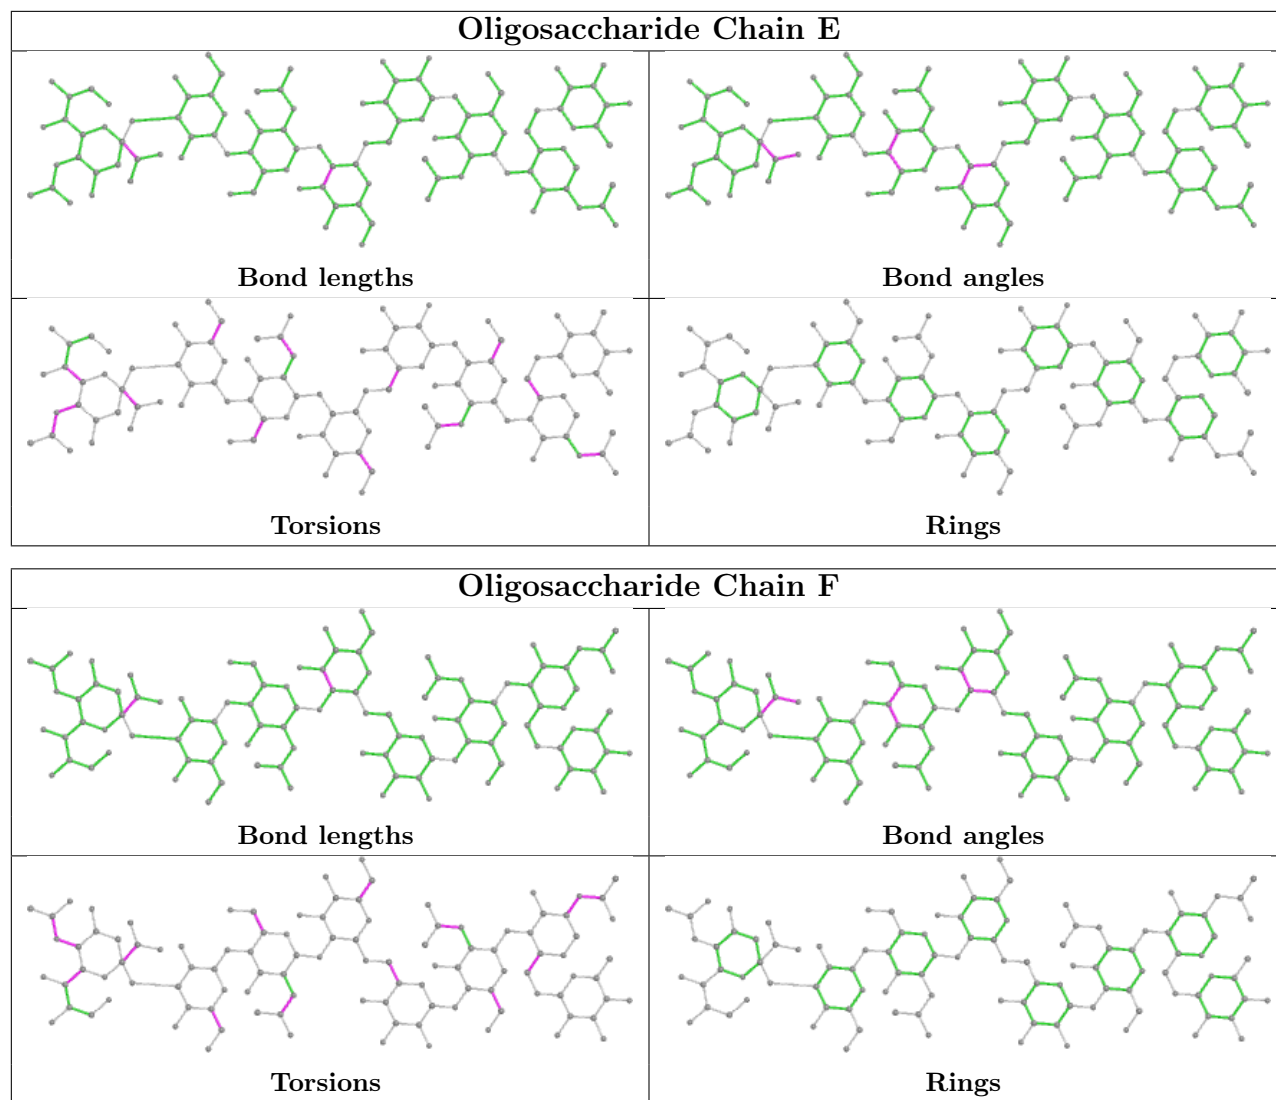 Oligosaccharide Chain E
Bond lengths
Bond angles
Torsions
Rings
Oligosaccharide Chain F
Bond lengths
Bond angles
Torsions
Rings